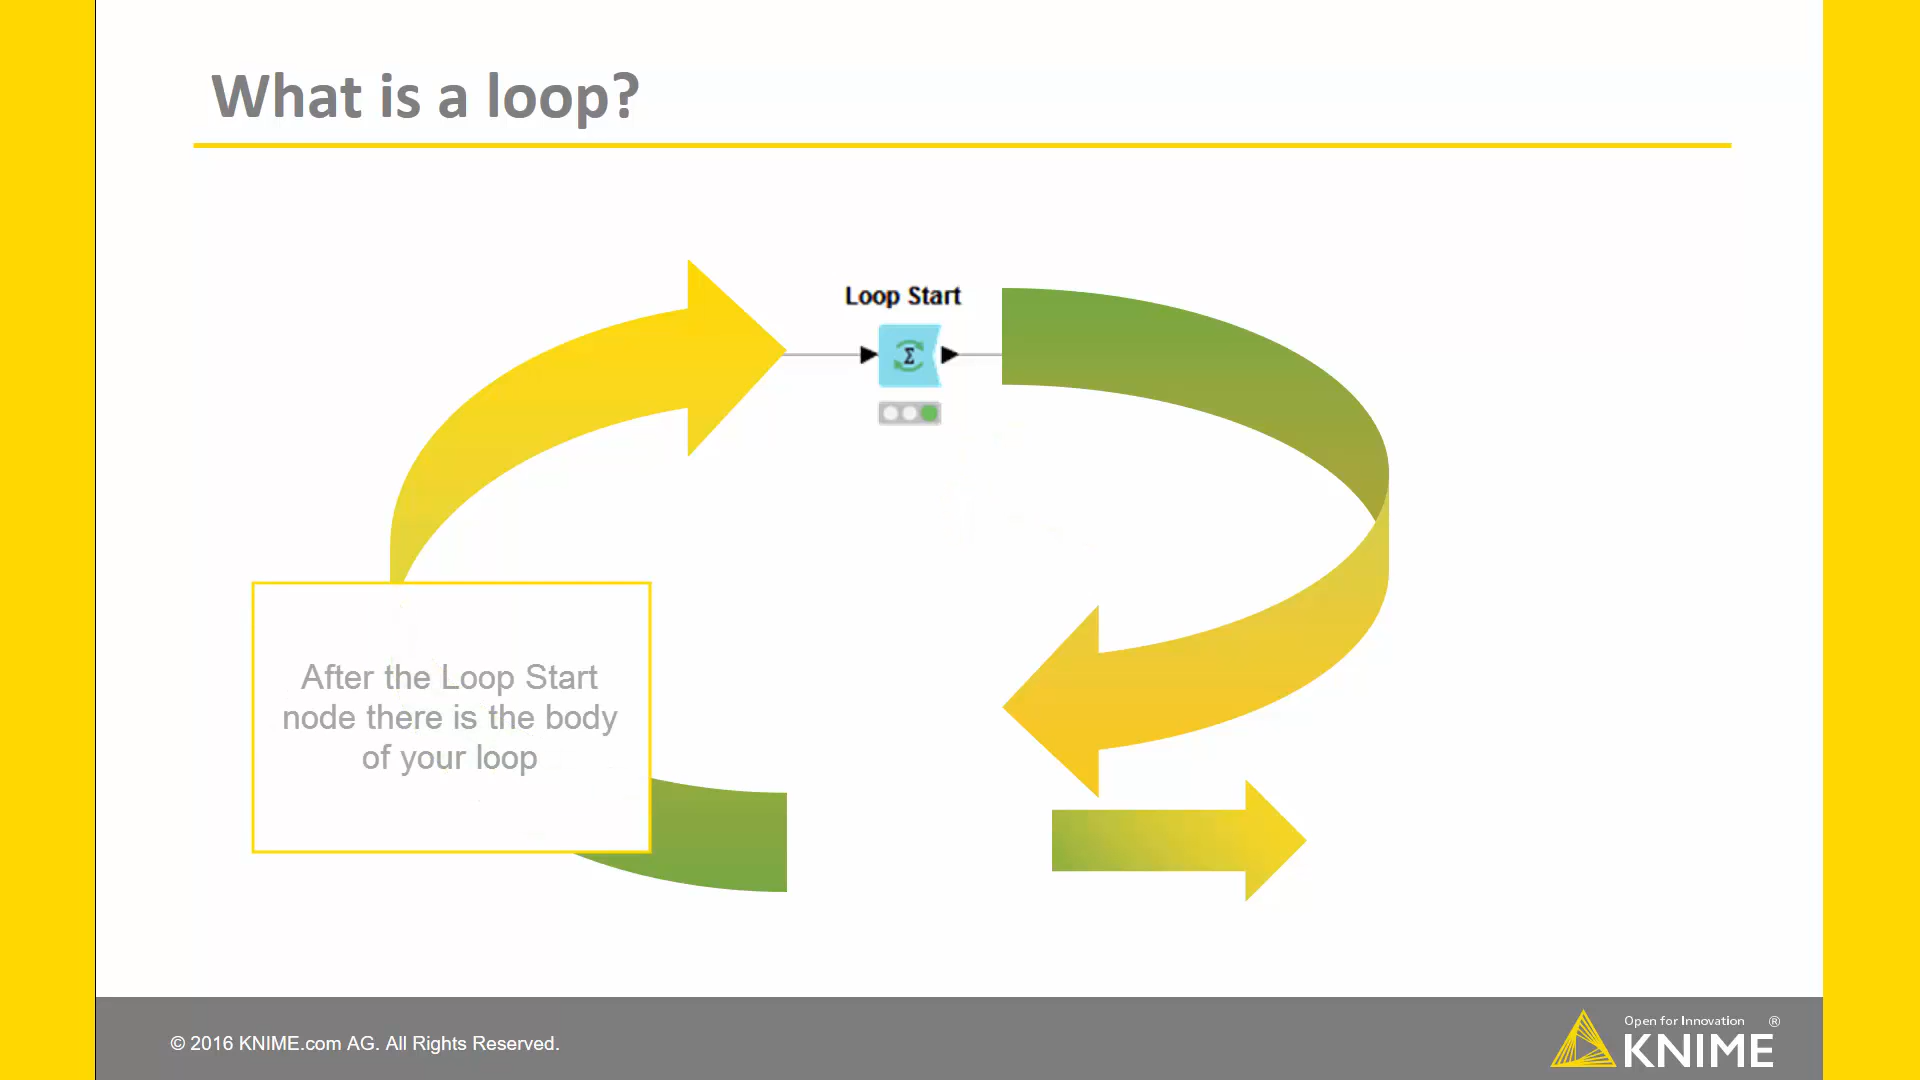 What is a loop?
Loop Start
Σ
After the Loop Start
node there is the body
of your loop
© 2016 KNIME.com AG. All Rights Reserved.
Open for Innovation ®
KNIME